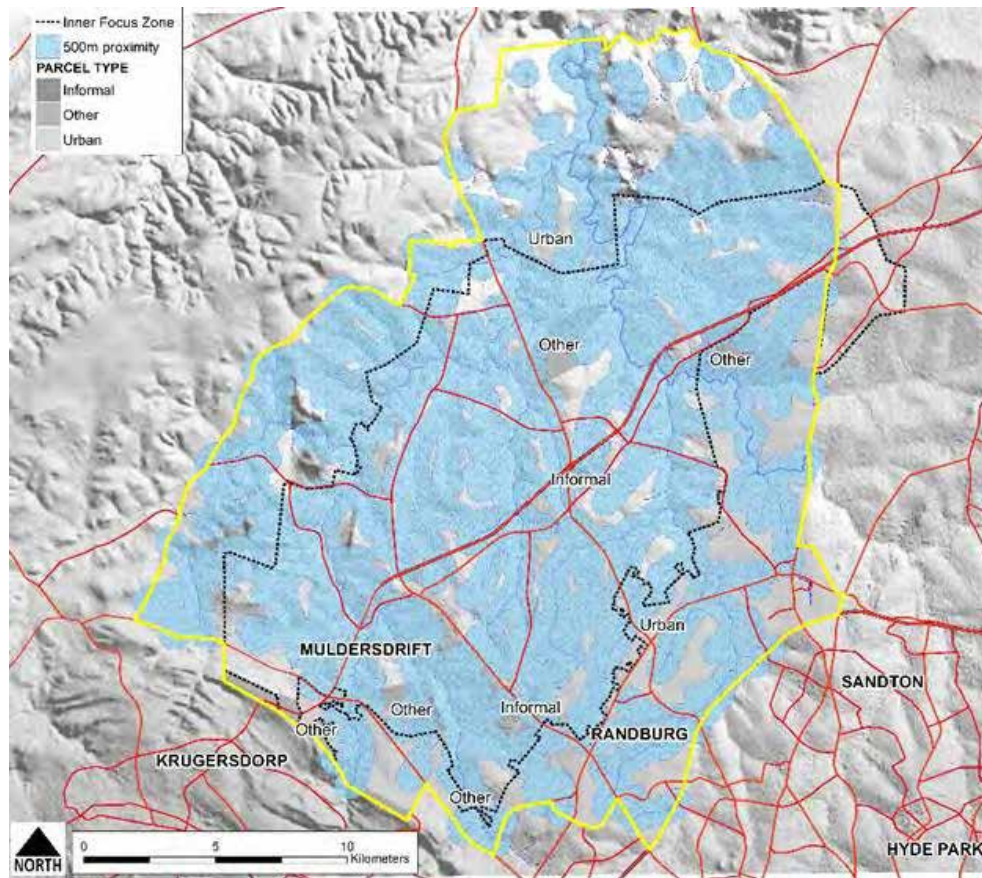 Inner Focus Zone
500m proximity
PARCEL TYPE
Informal
Other
Urban
Urban
Other
Other
Informal
Urban
MULDERSDRIFT
SANDTON
Other
Informal
Other
RANDBURG
KRUGERSDORP
Other
HYDE PARK
NORTH
0 5 10
Kilometers